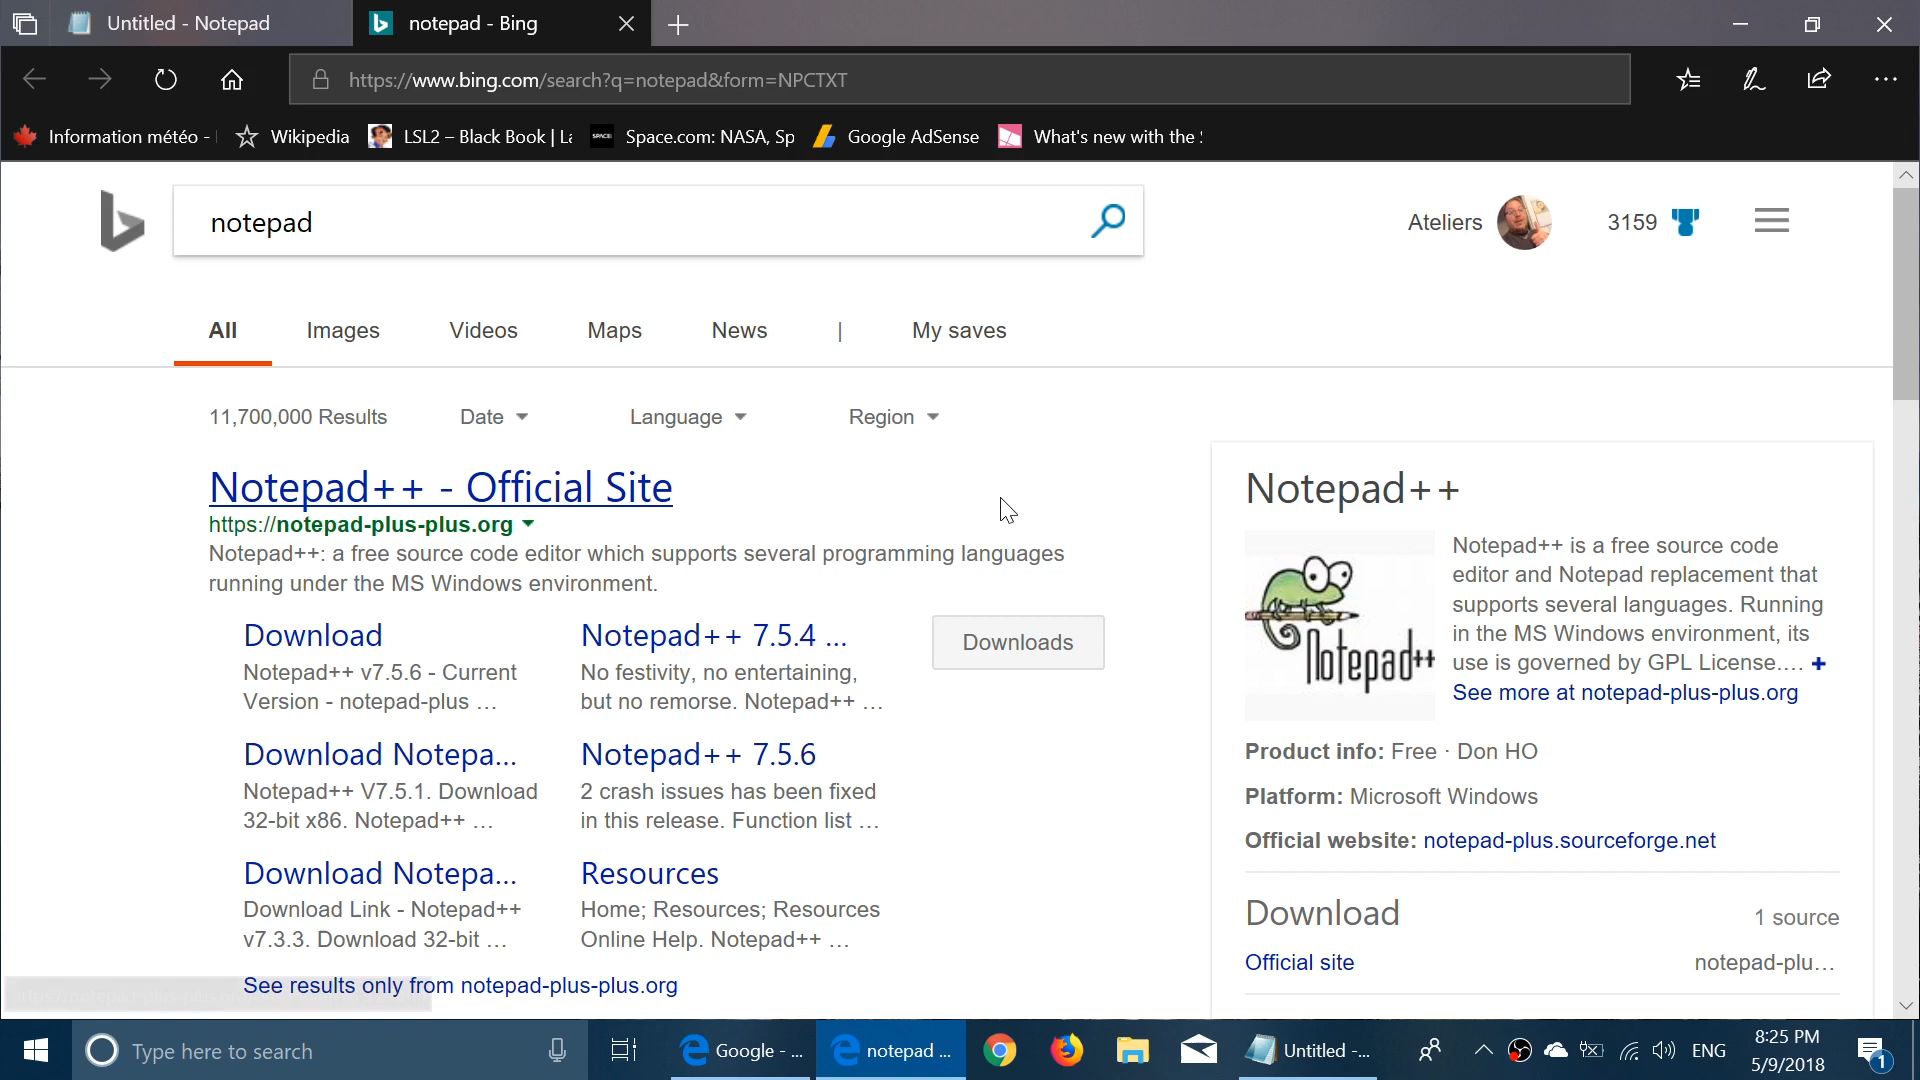 Untitled - Notepad
notepad - Bing
https://www.bing.com/search?q=notepad&form=NPCTXT
Information météo -
Wikipedia
LSL2 – Black Book | La
SPACE
Space.com: NASA, Sp
Google AdSense
What's new with the
notepad
Ateliers
3159
All
Images
Videos
Maps
News
|
My saves
11,700,000 Results
Date
Language
Region
Notepad++ - Official Site
https://notepad-plus-plus.org
Notepad++: a free source code editor which supports several programming languages
running under the MS Windows environment.
Download
Notepad++ v7.5.6 - Current
Version - notepad-plus ...
Notepad++ 7.5.4 ...
No festivity, no entertaining,
but no remorse. Notepad++ ...
Downloads
Download Notepa...
Notepad++ V7.5.1. Download
32-bit x86. Notepad++ ...
Notepad++ 7.5.6
2 crash issues has been fixed
in this release. Function list ...
Download Notepa...
Download Link - Notepad++
v7.3.3. Download 32-bit ...
Resources
Home; Resources; Resources
Online Help. Notepad++ ...
See results only from notepad-plus-plus.org
Notepad++
Notepad++
Notepad++ is a free source code
editor and Notepad replacement that
supports several languages. Running
in the MS Windows environment, its
use is governed by GPL License.... +
See more at notepad-plus-plus.org
Product info: Free · Don HO
Platform: Microsoft Windows
Official website: notepad-plus.sourceforge.net
Download
1 source
Official site
notepad-plu...
Type here to search
Google - ...
notepad ...
Untitled -...
ENG
8:25 PM
5/9/2018
1